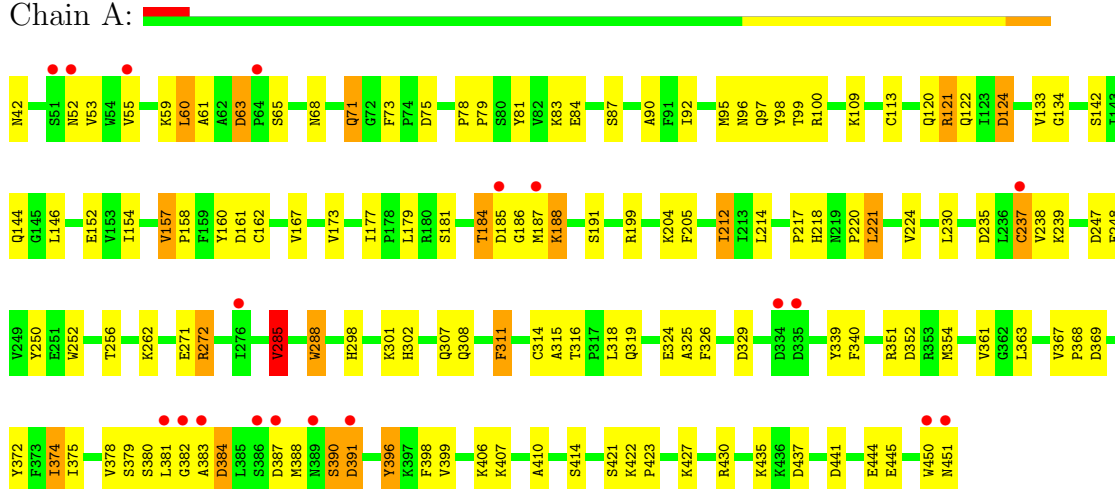 Chain A:
N42 S51 N52 V53 W54 V55 K59 L60 A61 A62 D63 P64 S65 N68 Q71 G72 F73 P74 D75 P78 P79 S80 Y81 V82 K83 E84 S87 A90 F91 I92 M95 N96 Q97 Y98 T99 R100 K109 C113 Q120 R121 Q122 I123 D124 V133 G134 S142 I143
Q144 G145 L146 E152 V153 I154 V157 P158 F159 Y160 D161 C162 V167 V173 I177 P178 L179 R180 S181 T184 D185 G186 M187 K188 S191 R199 K204 F205 I212 I213 L214 P217 H218 N219 P220 L221 V224 L230 D235 L236 C237 V238 K239 D247
V249 Y250 E251 W252 T256 K262 E271 R272 I276 V285 W288 H298 K301 H302 Q307 Q308 F311 C314 A315 T316 P317 L318 Q319 E324 A325 F326 D329 D334 D335 Y339 F340 R351 D352 R353 M354 V361 G362 L363 V367 P368 D369
Y372 F373 I374 I375 V378 S379 S380 L381 G382 A383 D384 L385 S386 D387 M388 N389 S390 D391 Y396 K397 F398 V399 K406 K407 A410 S414 S421 K422 P423 K427 R430 K435 K436 D437 D441 E444 E445 W450 N451